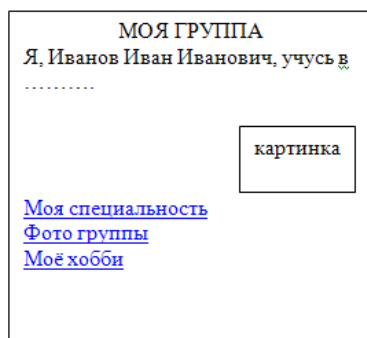 МОЯ ГРУППА
Я, Иванов Иван Иванович, учусь в
……….
картинка
Моя специальность
Фото группы
Моё хобби